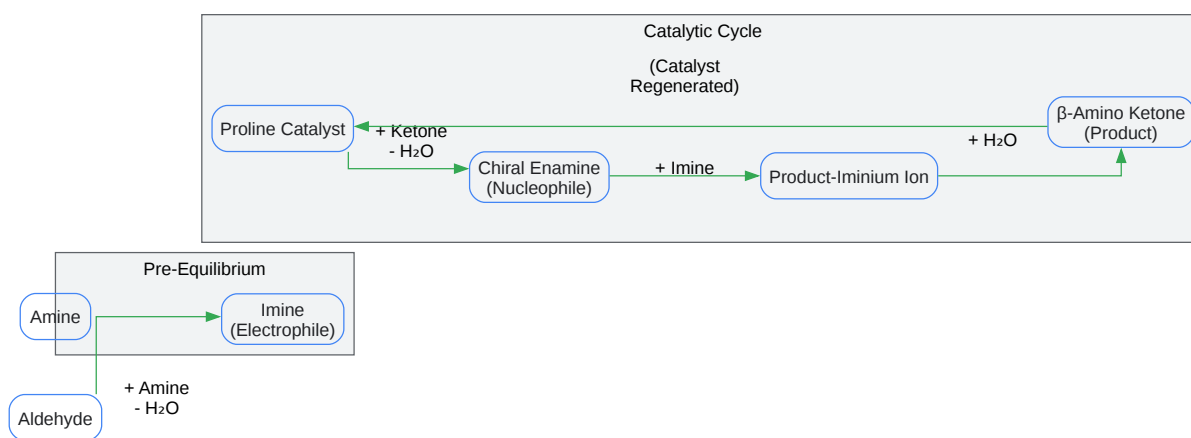 Catalytic Cycle
(Catalyst
Regenerated)
Proline Catalyst
+ Ketone
- H₂O
Chiral Enamine
(Nucleophile)
+ Imine
Product-Iminium Ion
+ H₂O
β-Amino Ketone
(Product)
Pre-Equilibrium
Amine
Imine
(Electrophile)
+ Amine
- H₂O
Aldehyde